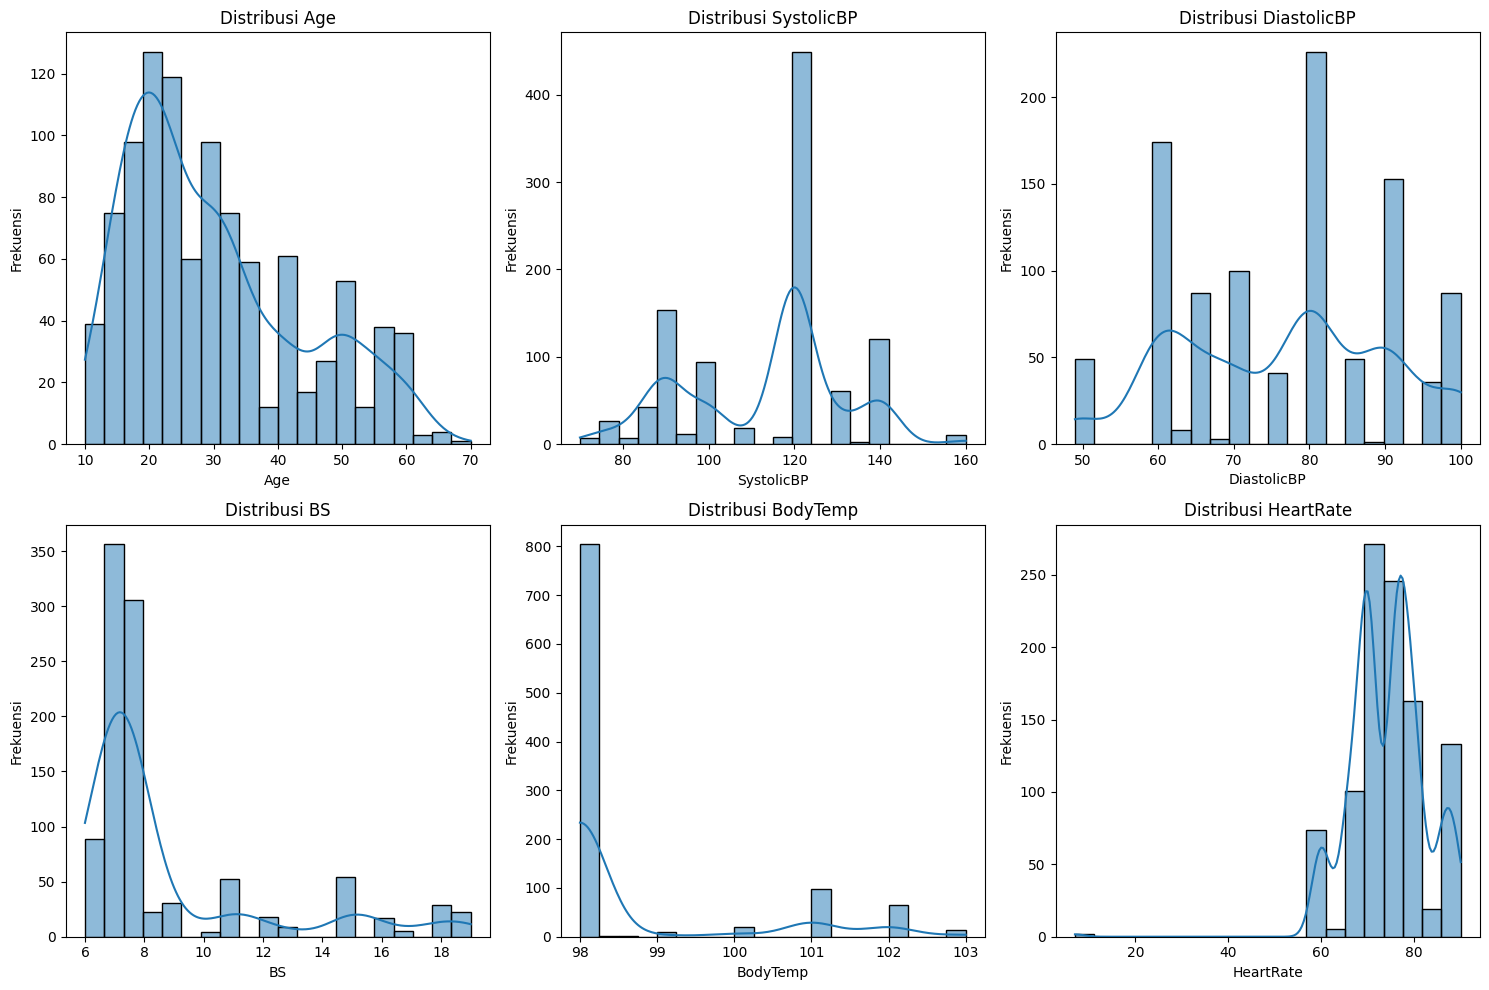 Distribusi Age
Distribusi SystolicBP
Distribusi DiastolicBP
Frekuensi
120
100
80
60
40
20
0
10 20 30 40 50 60 70
Age
Frekuensi
400
300
200
100
0
80 100 120 140 160
SystolicBP
Frekuensi
200
150
100
50
0
50 60 70 80 90 100
DiastolicBP
Distribusi BS
Distribusi BodyTemp
Distribusi HeartRate
Frekuensi
350
300
250
200
150
100
50
0
6 8 10 12 14 16 18
BS
Frekuensi
800
700
600
500
400
300
200
100
0
98 99 100 101 102 103
BodyTemp
Frekuensi
250
200
150
100
50
0
20 40 60 80
HeartRate